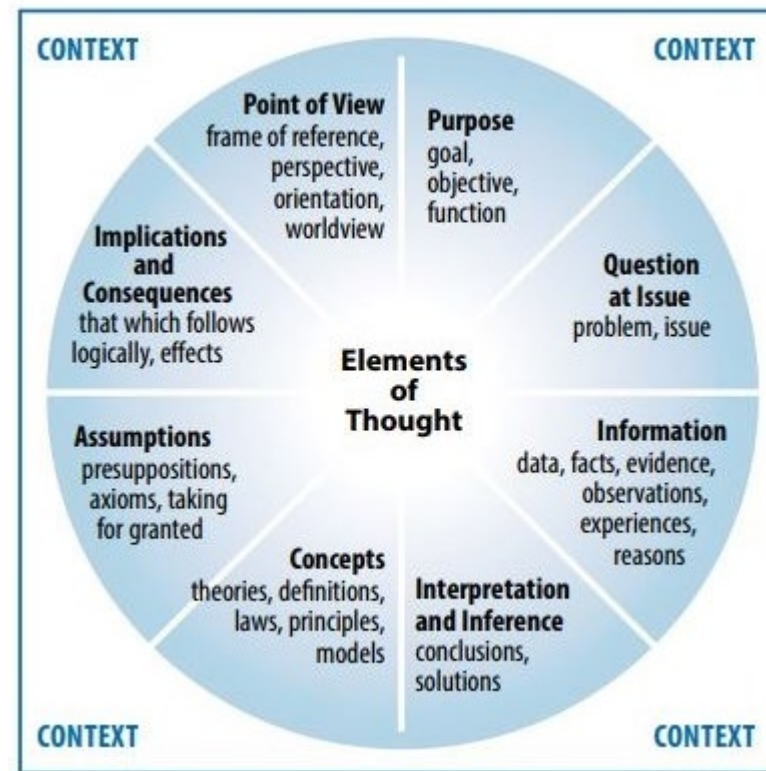 CONTEXT
CONTEXT
Point of View
frame of reference,
perspective,
orientation,
worldview
Purpose
goal,
objective,
function
Implications
and
Consequences
that which follows
logically, effects
Question
at Issue
problem, issue
Elements
of
Thought
Assumptions
presuppositions,
axioms, taking
for granted
Information
data, facts, evidence,
observations,
experiences,
reasons
Concepts
theories, definitions,
laws, principles,
models
Interpretation
and Inference
conclusions,
solutions
CONTEXT
CONTEXT